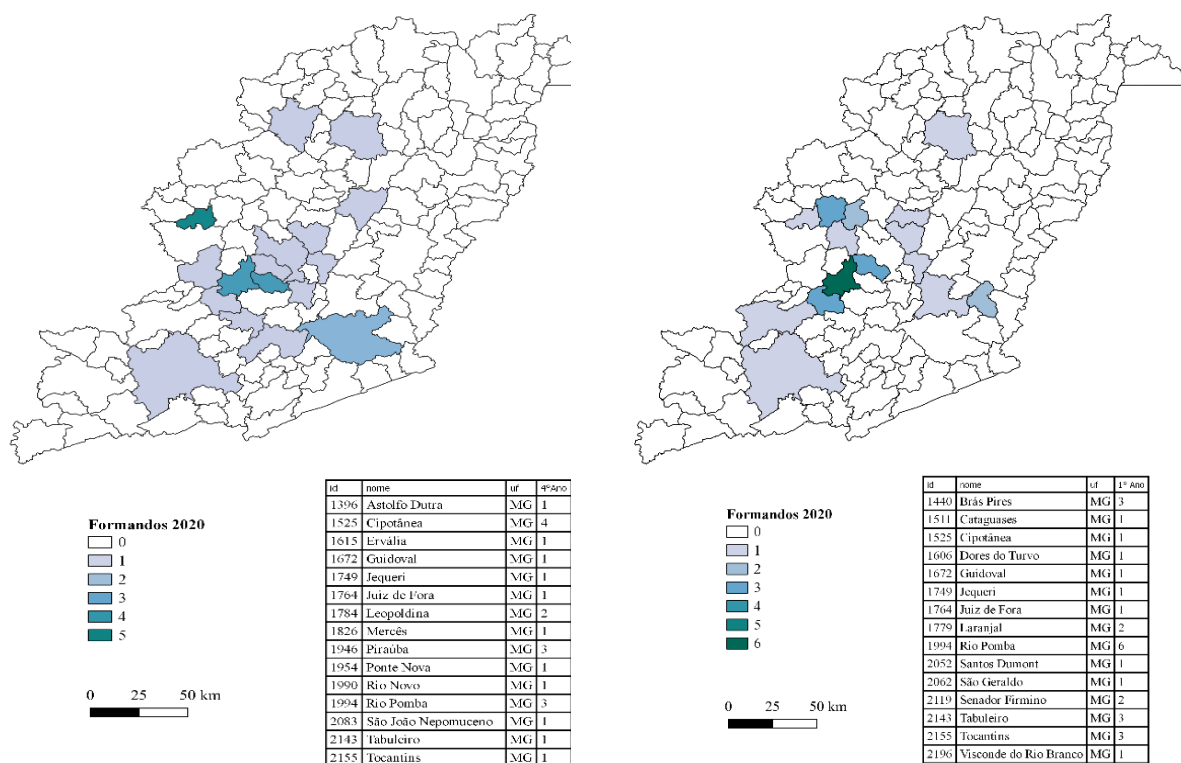 Formandos 2020
0
1
2
3
4
5
0 25 50 km
id nome uf 4ºAno
1396 Astolfo Dutra MG 1
1525 Cipotânea MG 4
1615 Ervália MG 1
1672 Guidoval MG 1
1749 Jequeri MG 1
1764 Juiz de Fora MG 1
1784 Leopoldina MG 2
1826 Mercês MG 1
1946 Piraúba MG 3
1954 Ponte Nova MG 1
1990 Rio Novo MG 1
1994 Rio Pomba MG 3
2083 São João Nepomuceno MG 1
2143 Tabuleiro MG 1
2155 Tocantins MG 1
Formandos 2020
0
1
2
3
4
5
6
0 25 50 km
id nome uf 1º Ano
1440 Brás Pires MG 3
1511 Cataguases MG 1
1525 Cipotânea MG 1
1606 Dores do Turvo MG 1
1672 Guidoval MG 1
1749 Jequeri MG 1
1764 Juiz de Fora MG 1
1779 Laranjal MG 2
1994 Rio Pomba MG 6
2052 Santos Dumont MG 1
2062 São Geraldo MG 1
2119 Senador Firmino MG 2
2143 Tabuleiro MG 3
2155 Tocantins MG 3
2196 Visconde do Rio Branco MG 1